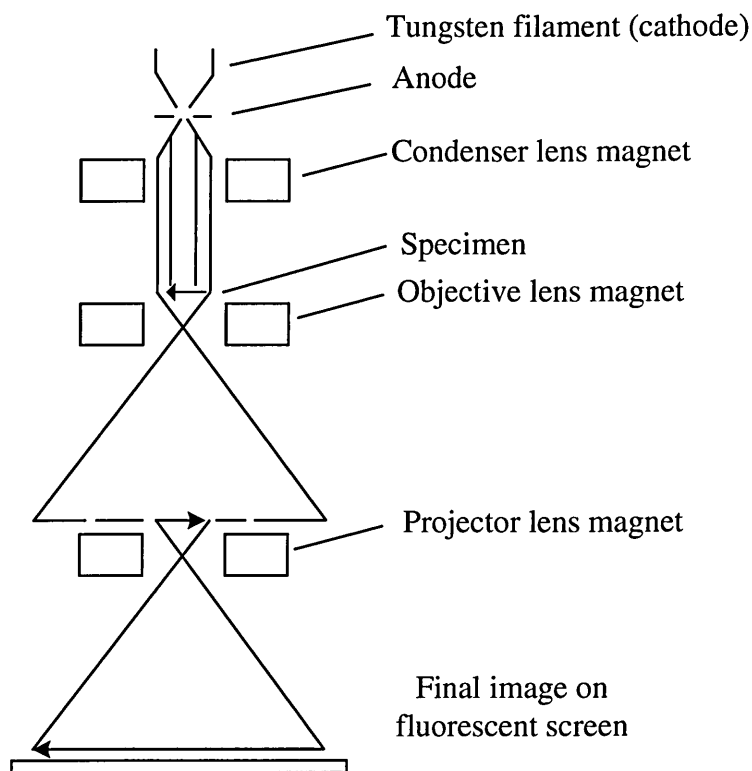 Tungsten filament (cathode)
Anode
Condenser lens magnet
Specimen
Objective lens magnet
Projector lens magnet
Final image on
fluorescent screen